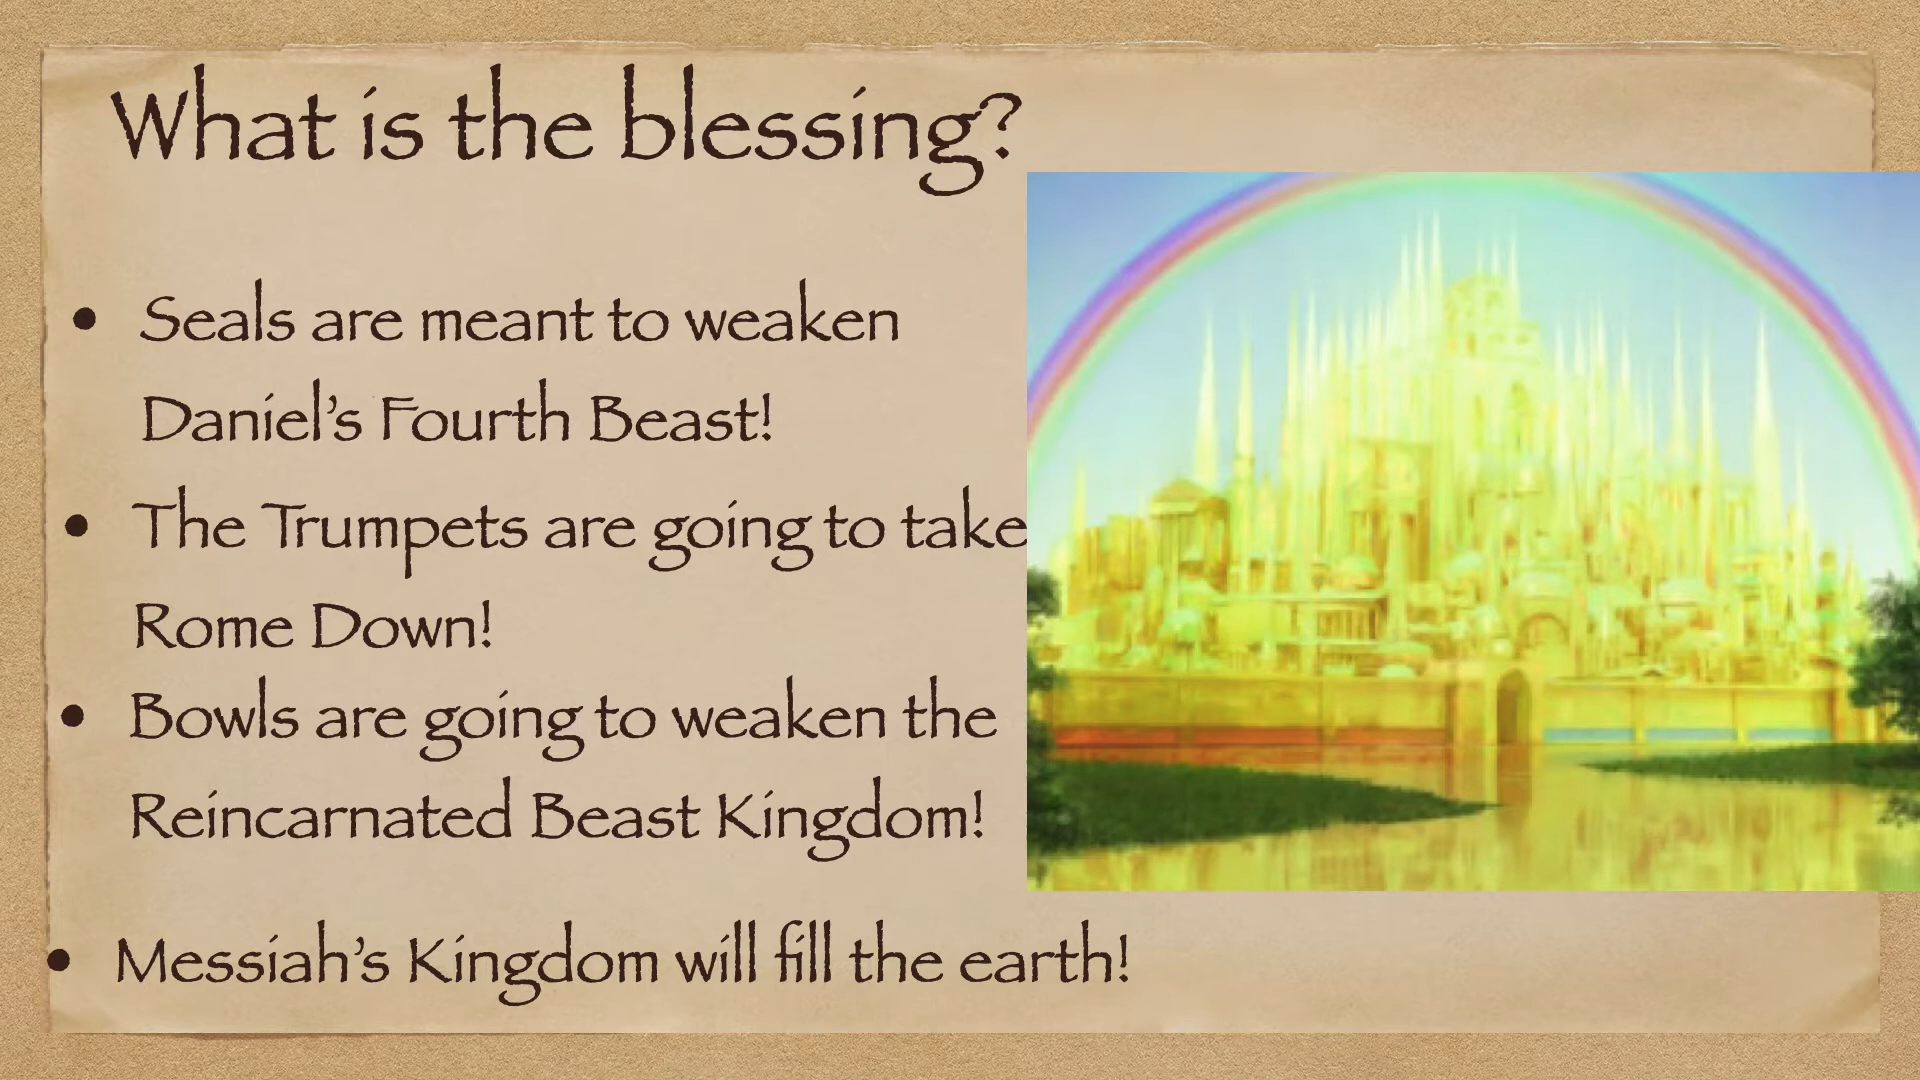 What is the blessing?
• Seals are meant to weaken
Daniel's Fourth Beast!
• The Trumpets are going to take
Rome Down!
• Bowls are going to weaken the
Reincarnated Beast Kingdom!
• Messiah's Kingdom will fill the earth!